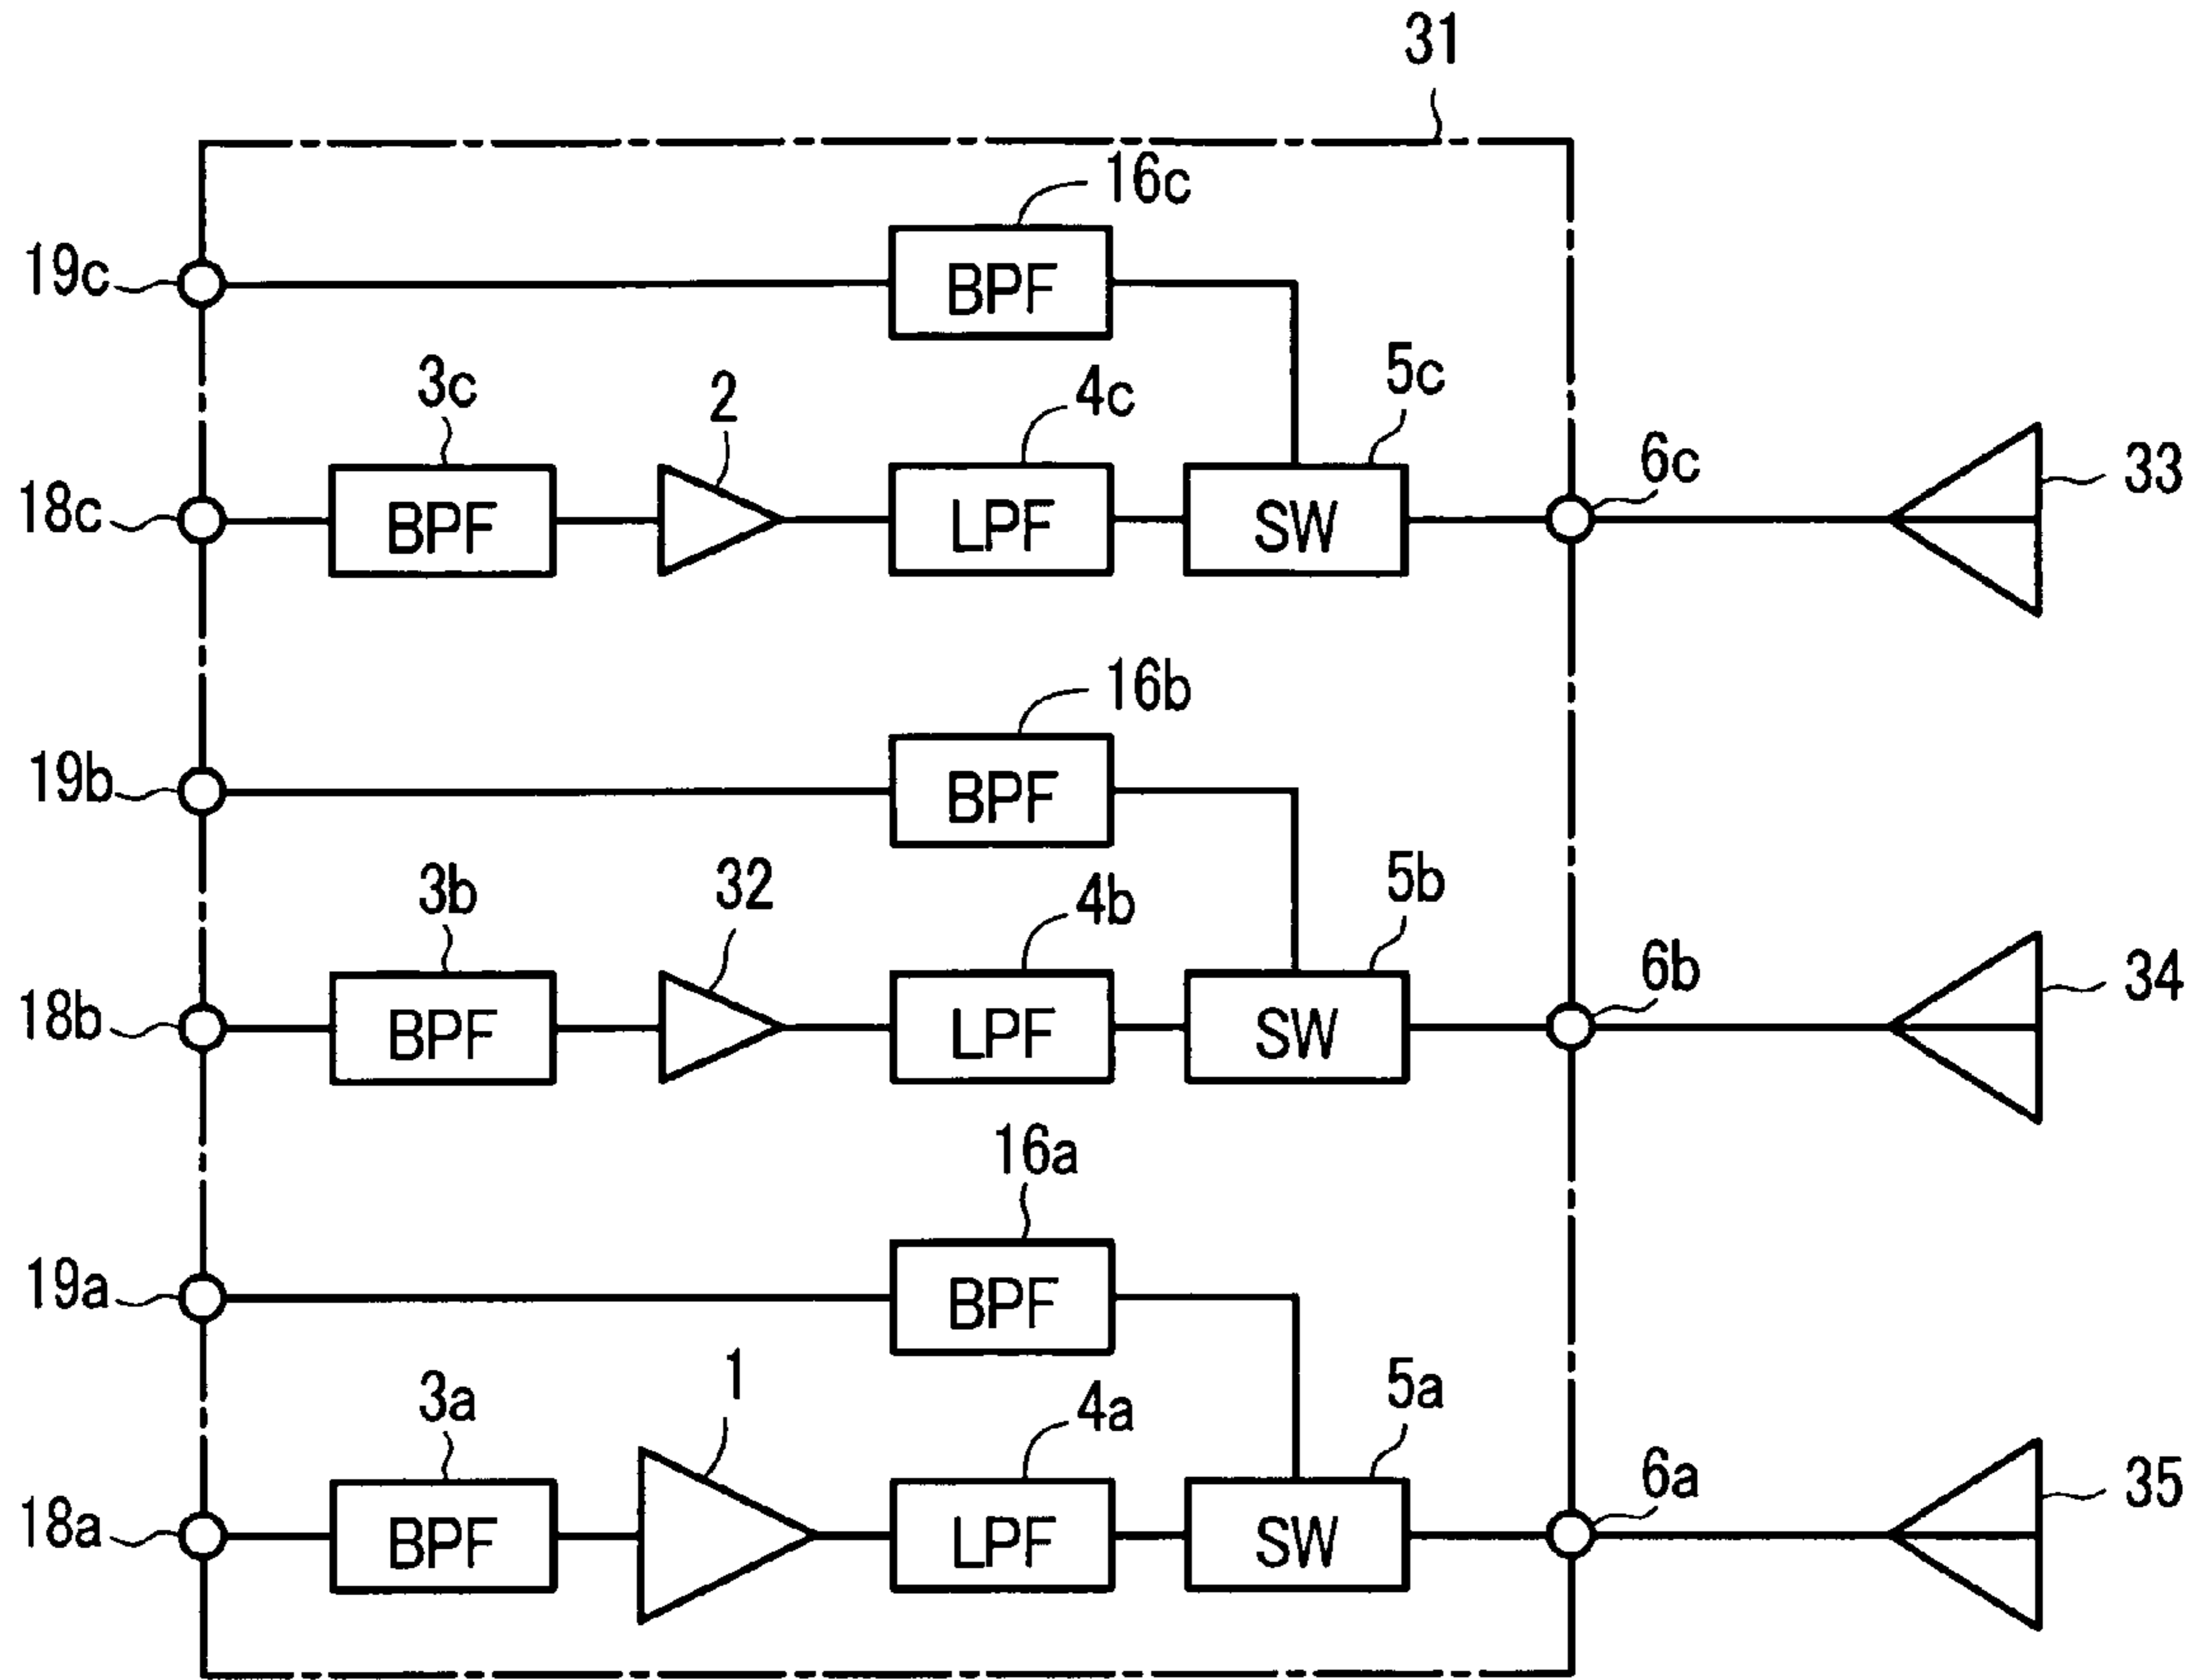 31
16c
19c
BPF
3c
2
4c
5c
6c
33
18c
BPF
LPF
SW
16b
19b
BPF
3b
32
4b
5b
6b
34
18b
BPF
LPF
SW
16a
19a
BPF
3a
1
4a
5a
6a
35
18a
BPF
LPF
SW